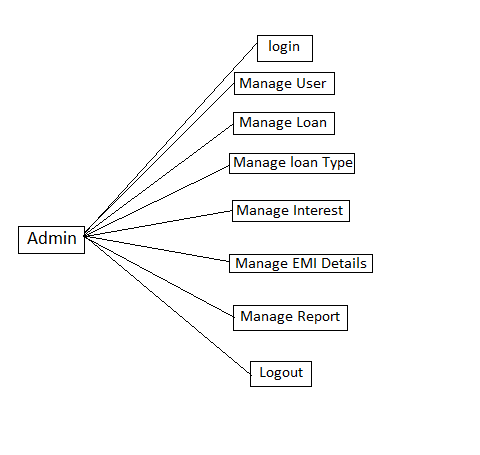 login
Manage User
Manage Loan
Manage loan Type
Manage Interest
Admin
Manage EMI Details
Manage Report
Logout